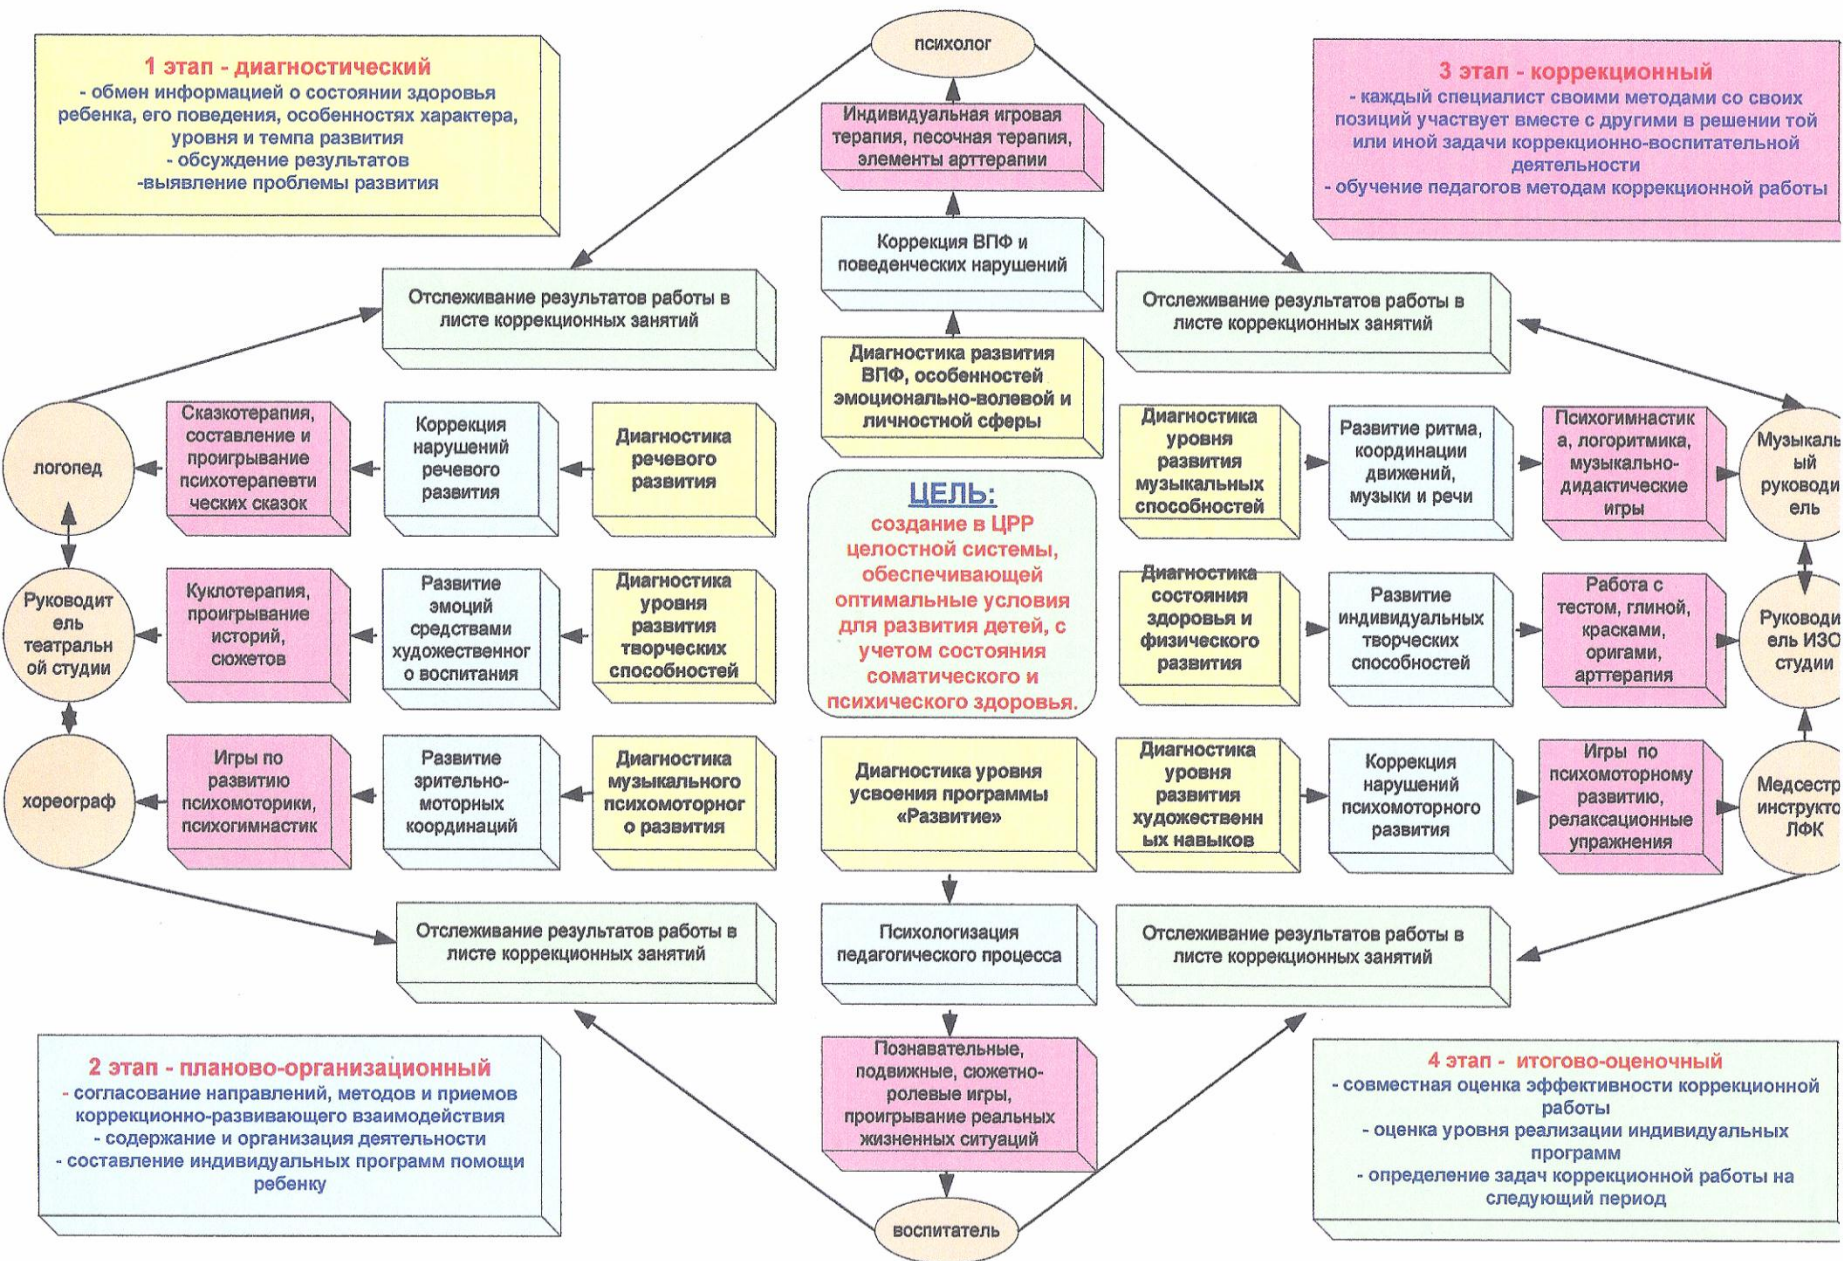 психолог
1 этап - диагностический
- обмен информацией о состоянии здоровья
ребенка, его поведения, особенностях характера,
уровня и темпа развития
- обсуждение результатов
-выявление проблемы развития
Индивидуальная игровая
терапия, песочная терапия,
элементы арттерапии
3 этап - коррекционный
- каждый специалист своими методами со своих
позиций участвует вместе с другими в решении той
или иной задачи коррекционно-воспитательной
деятельности
- обучение педагогов методам коррекционной работы
Коррекция ВПФ и
поведенческих нарушений
Отслеживание результатов работы в
листе коррекционных занятий
Отслеживание результатов работы в
листе коррекционных занятий
Диагностика развития
ВПФ, особенностей
эмоционально-волевой и
личностной сферы
логопед
Сказкотерапия,
составление и
проигрывание
психотерапевти
ческих сказок
Коррекция
нарушений
речевого
развития
Диагностика
речевого
развития
Диагностика
уровня
развития
музыкальных
способностей
Развитие ритма,
координации
движений,
музыки и речи
Психогимнастик
а, логоритмика,
музыкально-
дидактические
игры
Музыкаль
ый
руководи
ель
ЦЕЛЬ:
создание в ЦРР
целостной системы,
обеспечивающей
оптимальные условия
для развития детей, с
учетом состояния
соматического и
психического здоровья.
Руководит
ель
театральн
ой студии
Куклотерапия,
проигрывание
историй,
сюжетов
Развитие
эмоций
средствами
художественног
о воспитания
Диагностика
уровня
развития
творческих
способностей
Диагностика
состояния
здоровья и
физического
развития
Развитие
индивидуальных
творческих
способностей
Работа с
тестом, глиной,
красками,
оригами,
арттерапия
Руководи
ель ИЗО
студии
хореограф
Игры по
развитию
психомоторики,
психогимнастик
Развитие
зрительно-
моторных
координаций
Диагностика
музыкального
психомоторног
о развития
Диагностика уровня
усвоения программы
«Развитие»
Диагностика
уровня
развития
художественн
ых навыков
Коррекция
нарушений
психомоторного
развития
Игры по
психомоторному
развитию,
релаксационные
упражнения
Медсестр
инструкто
ЛФК
Отслеживание результатов работы в
листе коррекционных занятий
Психологизация
педагогического процесса
Отслеживание результатов работы в
листе коррекционных занятий
2 этап - планово-организационный
- согласование направлений, методов и приемов
коррекционно-развивающего взаимодействия
- содержание и организация деятельности
- составление индивидуальных программ помощи
ребенку
Познавательные,
подвижные, сюжетно-
ролевые игры,
проигрывание реальных
жизненных ситуаций
4 этап - итогово-оценочный
- совместная оценка эффективности коррекционной
работы
- оценка уровня реализации индивидуальных
программ
- определение задач коррекционной работы на
следующий период
воспитатель